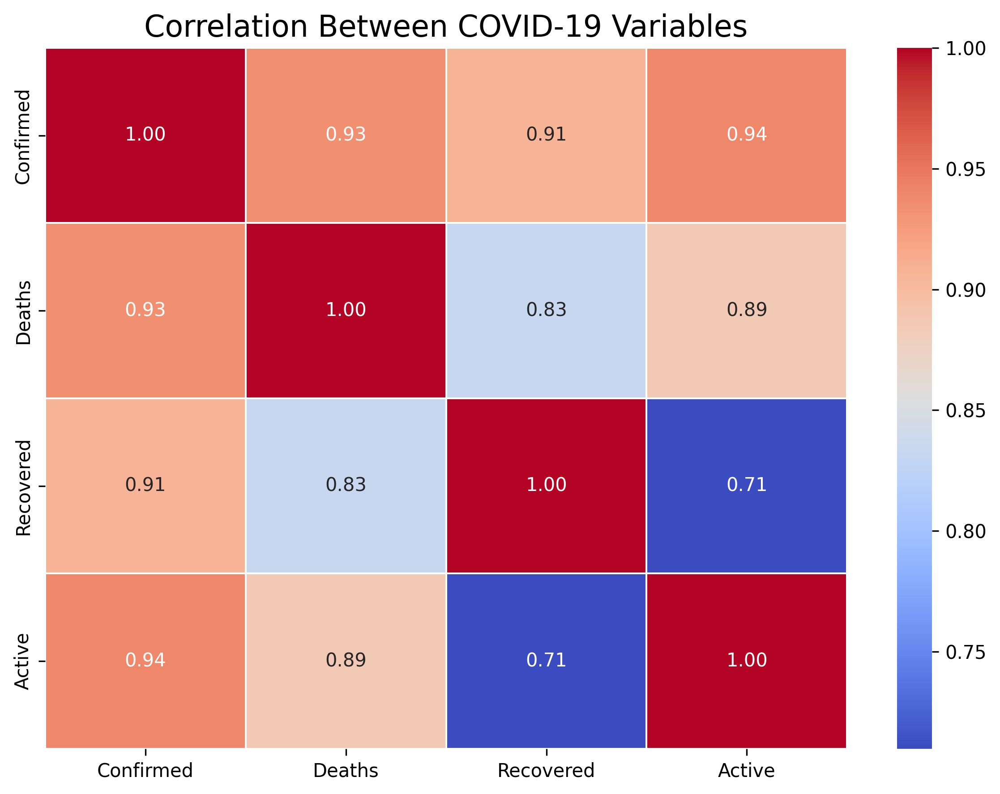 Correlation Between COVID-19 Variables
Confirmed
1.00 0.93 0.91 0.94
Deaths
0.93 1.00 0.83 0.89
Recovered
0.91 0.83 1.00 0.71
Active
0.94 0.89 0.71 1.00
Confirmed Deaths Recovered Active
1.00
0.95
0.90
0.85
0.80
0.75